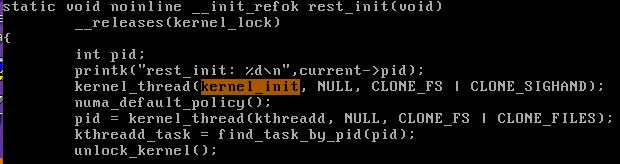 static void noinline __init_refok rest_init(void)
__releases(kernel_lock)
{
int pid;
printk("rest_init: %d\n",current->pid);
kernel_thread(kernel_init, NULL, CLONE_FS | CLONE_SIGHAND);
numa_default_policy();
pid = kernel_thread(kthreadd, NULL, CLONE_FS | CLONE_FILES);
kthreadd_task = find_task_by_pid(pid);
unlock_kernel();